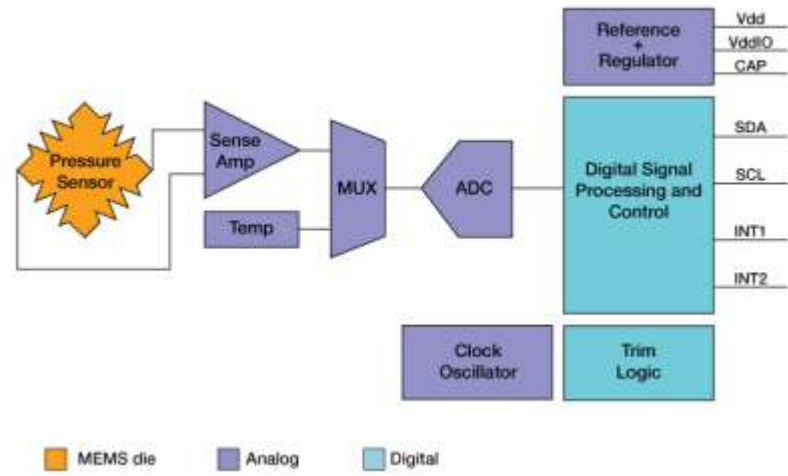 Reference
+
Regulator
Vdd
VddIO
CAP
Pressure
Sensor
Sense
Amp
Temp
MUX
ADC
Digital Signal
Processing and
Control
SDA
SCL
INT1
INT2
Clock
Oscillator
Trim
Logic
MEMS die
Analog
Digital